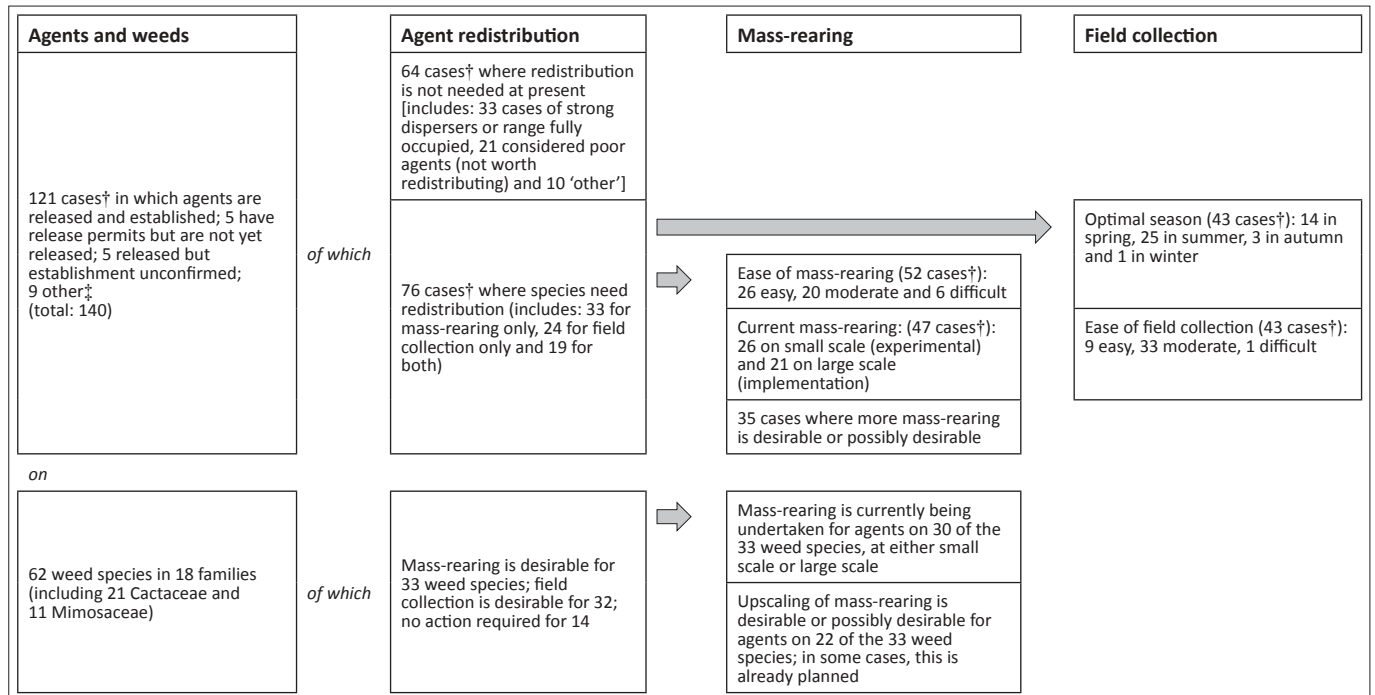 Agents and weeds
Agent redistribution
Mass-rearing
Field collection
121 cases† in which agents are
released and established; 5 have
release permits but are not yet
released; 5 released but
establishment unconfirmed;
9 other‡
(total: 140)
of which
64 cases† where redistribution
is not needed at present
[includes: 33 cases of strong
dispersers or range fully
occupied, 21 considered poor
agents (not worth
redistributing) and 10 ‘other’]
76 cases† where species need
redistribution (includes: 33 for
mass-rearing only, 24 for field
collection only and 19 for
both)
Ease of mass-rearing (52 cases†):
26 easy, 20 moderate and 6 difficult
Current mass-rearing: (47 cases†):
26 on small scale (experimental)
and 21 on large scale
(implementation)
35 cases where more mass-rearing
is desirable or possibly desirable
Optimal season (43 cases†): 14 in
spring, 25 in summer, 3 in autumn
and 1 in winter
Ease of field collection (43 cases†):
9 easy, 33 moderate, 1 difficult
on
62 weed species in 18 families
(including 21 Cactaceae and
11 Mimosaceae)
of which
Mass-rearing is desirable for
33 weed species; field
collection is desirable for 32;
no action required for 14
Mass-rearing is currently being
undertaken for agents on 30 of the
33 weed species, at either small
scale or large scale
Upscaling of mass-rearing is
desirable or possibly desirable for
agents on 22 of the 33 weed
species; in some cases, this is
already planned